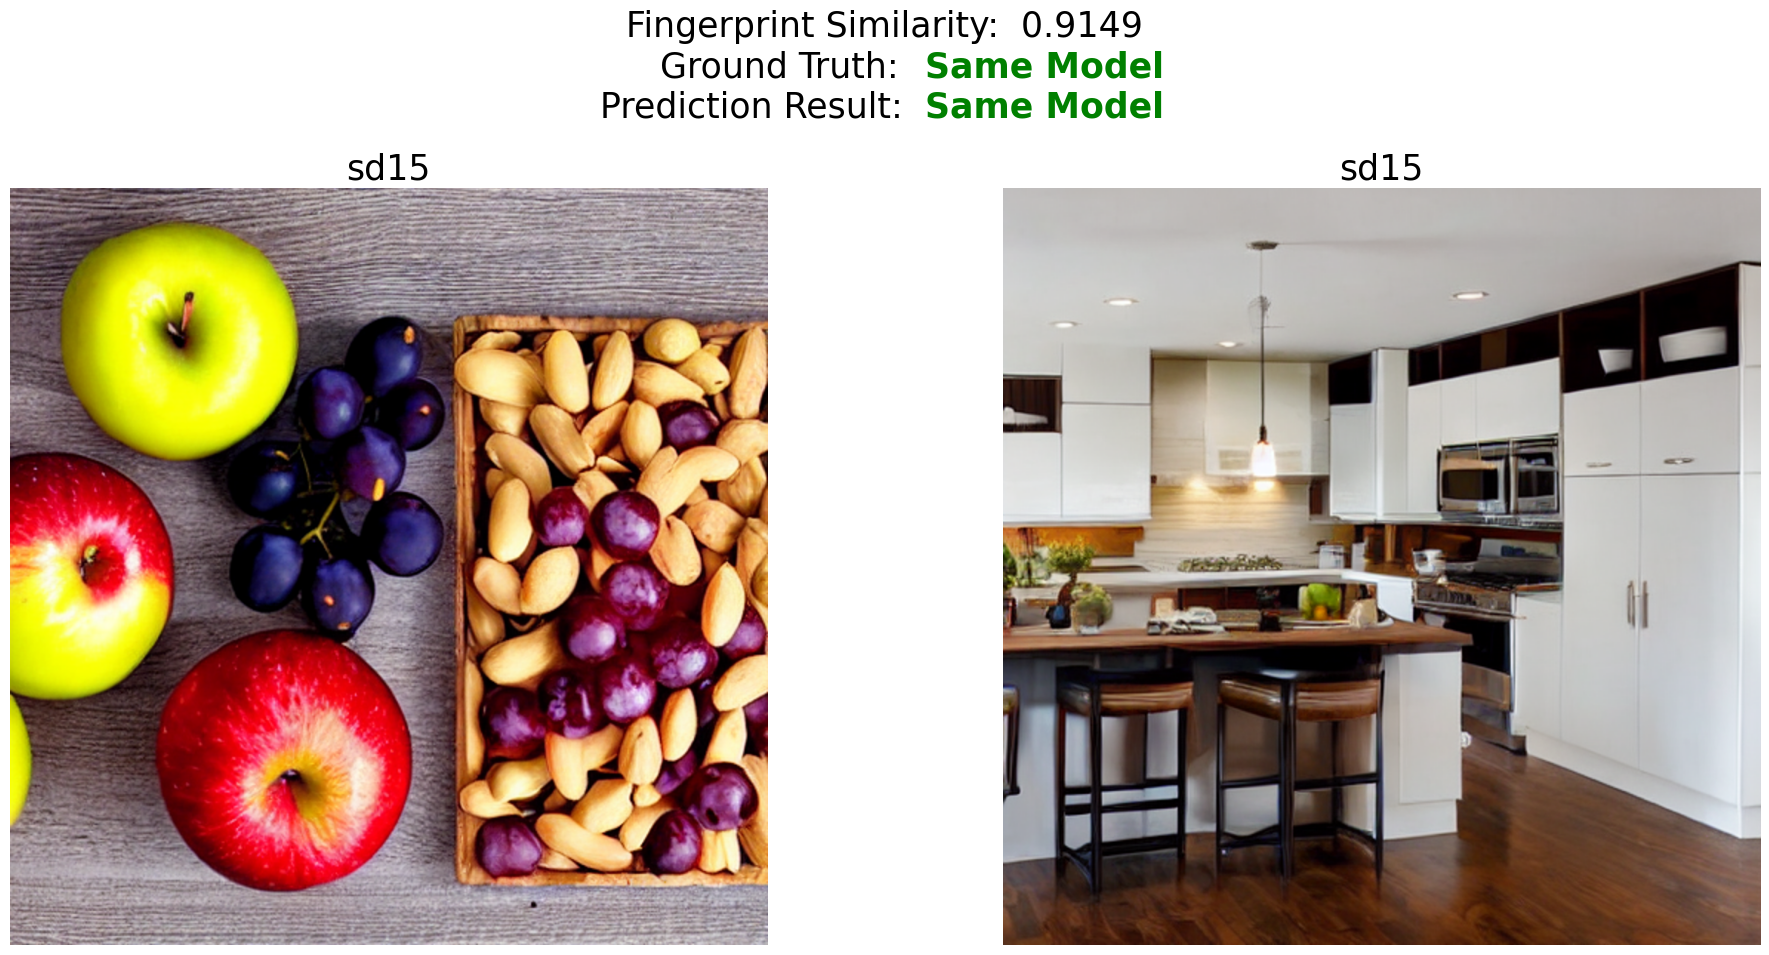 Fingerprint Similarity: 0.9149
Ground Truth: Same Model
Prediction Result: Same Model
sd15
sd15